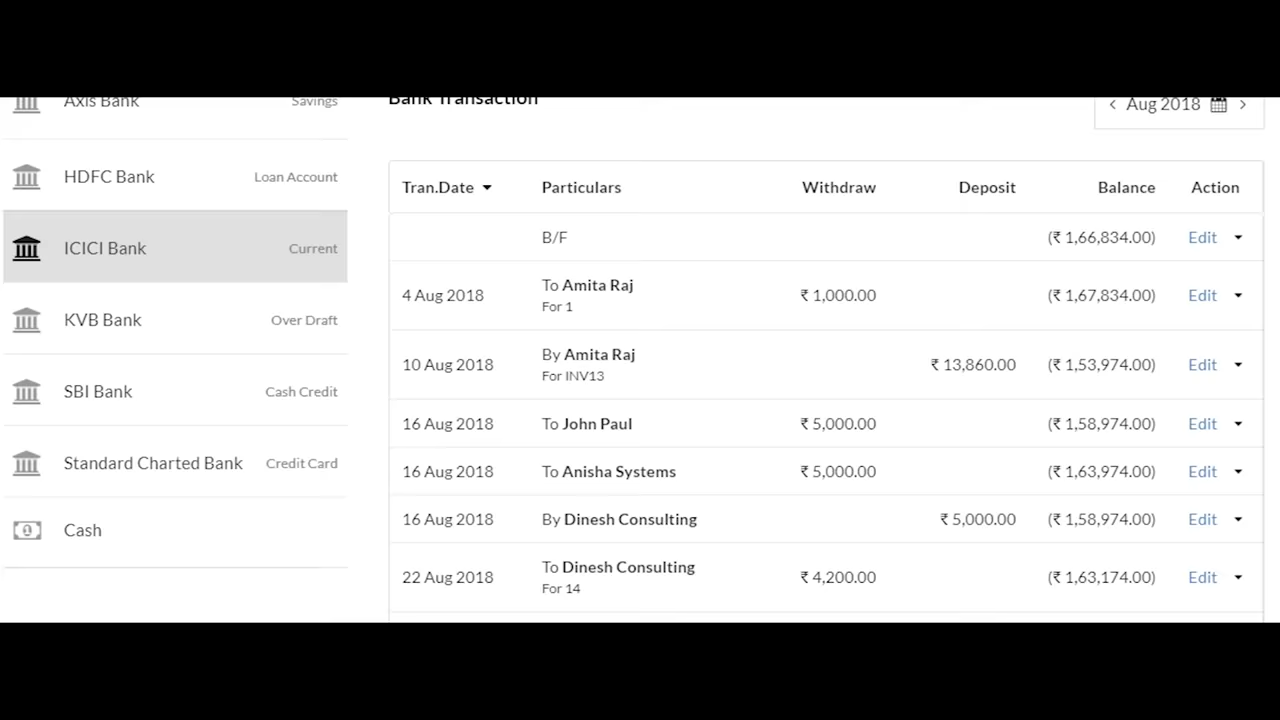 Axis Bank Savings
HDFC Bank Loan Account
ICICI Bank Current
KVB Bank Over Draft
SBI Bank Cash Credit
Standard Charted Bank Credit Card
Cash
Bank Transaction
< Aug 2018 >
Tran.Date Particulars Withdraw Deposit Balance Action
B/F (₹ 1,66,834.00) Edit
4 Aug 2018 To Amita Raj ₹ 1,000.00 (₹ 1,67,834.00) Edit
For 1
10 Aug 2018 By Amita Raj ₹ 13,860.00 (₹ 1,53,974.00) Edit
For INV13
16 Aug 2018 To John Paul ₹ 5,000.00 (₹ 1,58,974.00) Edit
16 Aug 2018 To Anisha Systems ₹ 5,000.00 (₹ 1,63,974.00) Edit
16 Aug 2018 By Dinesh Consulting ₹ 5,000.00 (₹ 1,58,974.00) Edit
22 Aug 2018 To Dinesh Consulting ₹ 4,200.00 (₹ 1,63,174.00) Edit
For 14